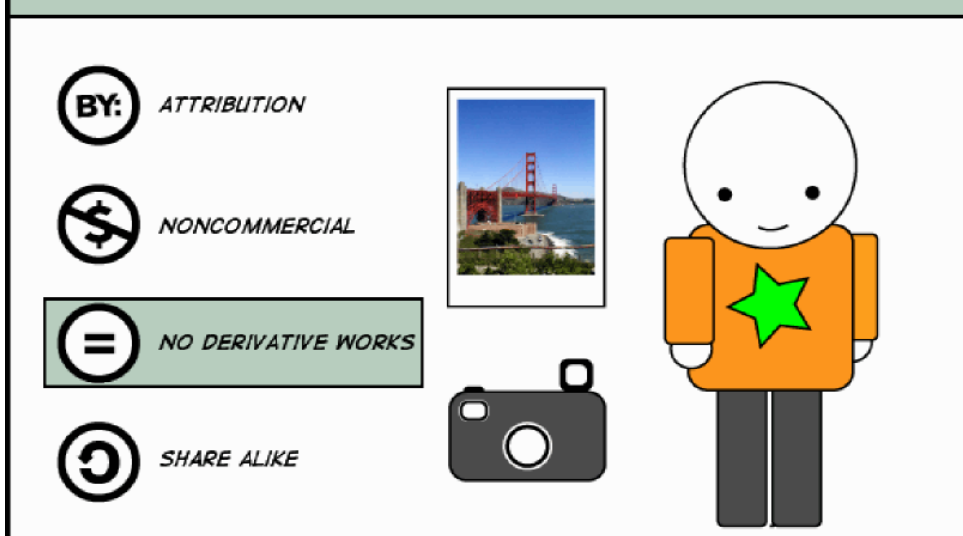 BY:
ATTRIBUTION
$
NONCOMMERCIAL
=
NO DERIVATIVE WORKS
SHARE ALIKE